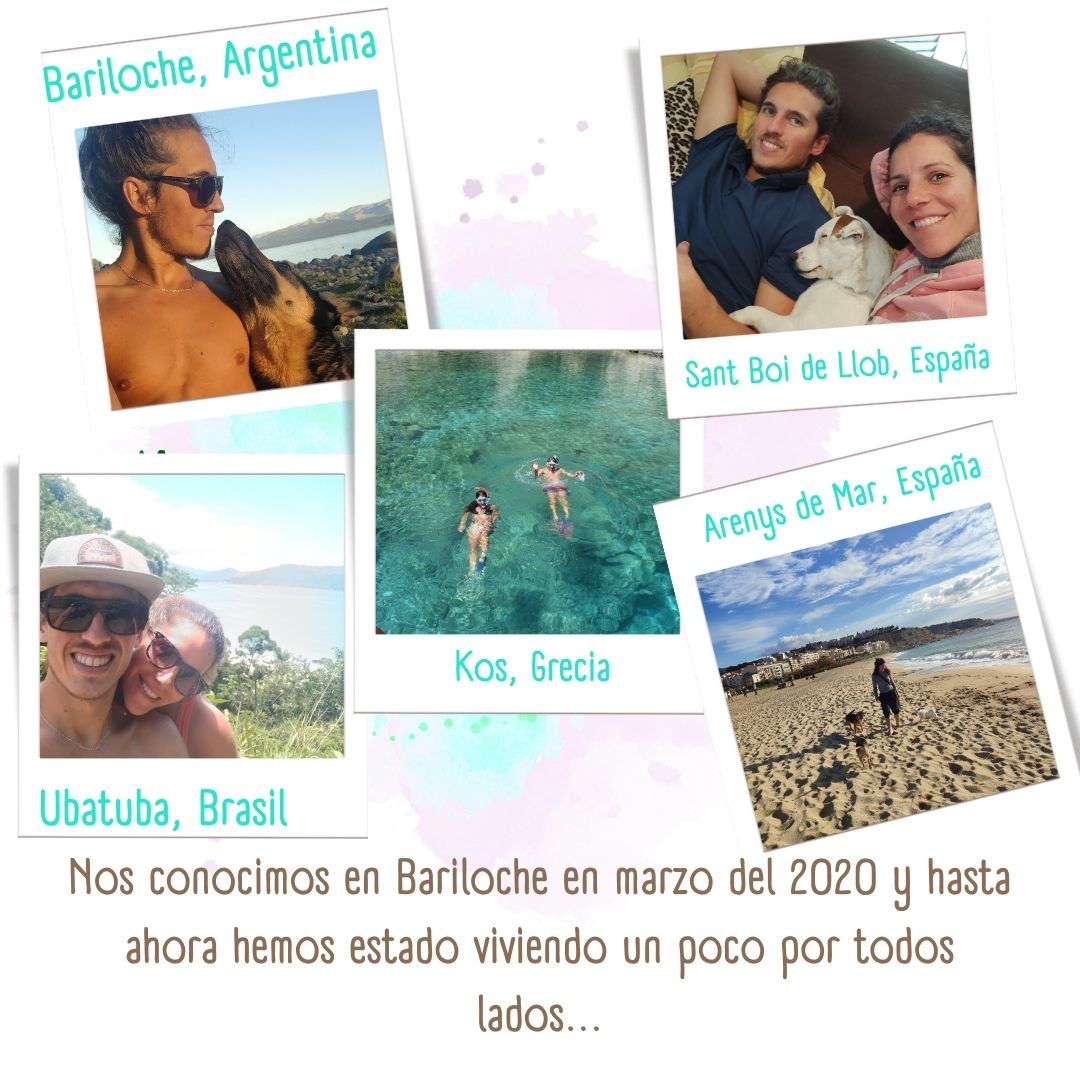 Bariloche, Argentina
Sant Boi de Llob, España
Kos, Grecia
Arenys de Mar, España
Ubatuba, Brasil
Nos conocimos en Bariloche en marzo del 2020 y hasta
ahora hemos estado viviendo un poco por todos
lados...